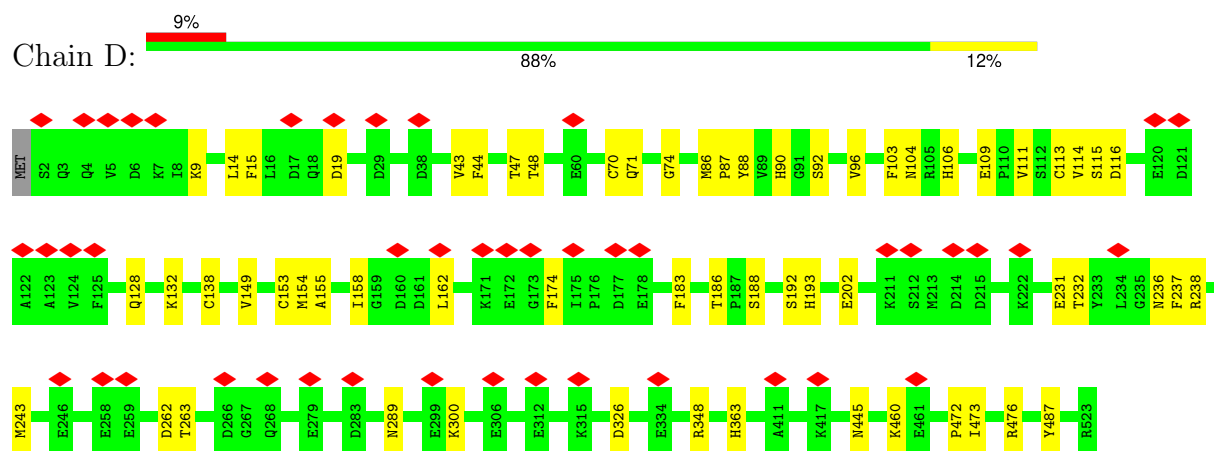 9%
Chain D:
88% 12%
MET S2 Q3 Q4 V5 D6 K7 I8 K9 L14 F15 L16 D17 Q18 D19 D29 D38 V43 F44 T47 T48 E60 C70 Q71 G74 M86 P87 Y88 V89 H90 G91 S92 V96 F103 N104 R105 H106 E109 P110 V111 S112 C113 V114 S115 D116 E120 D121
A122 A123 V124 F125 Q128 K132 C138 V149 C153 M154 A155 I158 G159 D160 D161 L162 K171 E172 G173 F174 I175 P176 D177 E178 F183 T186 P187 S188 S192 H193 E202 K211 S212 M213 D214 D215 K222 E231 T232 Y233 L234 G235 N236 F237 R238
M243 E246 E258 E259 D262 T263 D266 G267 Q268 E279 D283 N289 E299 K300 E306 E312 K315 D326 E334 R348 H363 A411 K417 N445 K460 E461 P472 I473 R476 Y487 R523